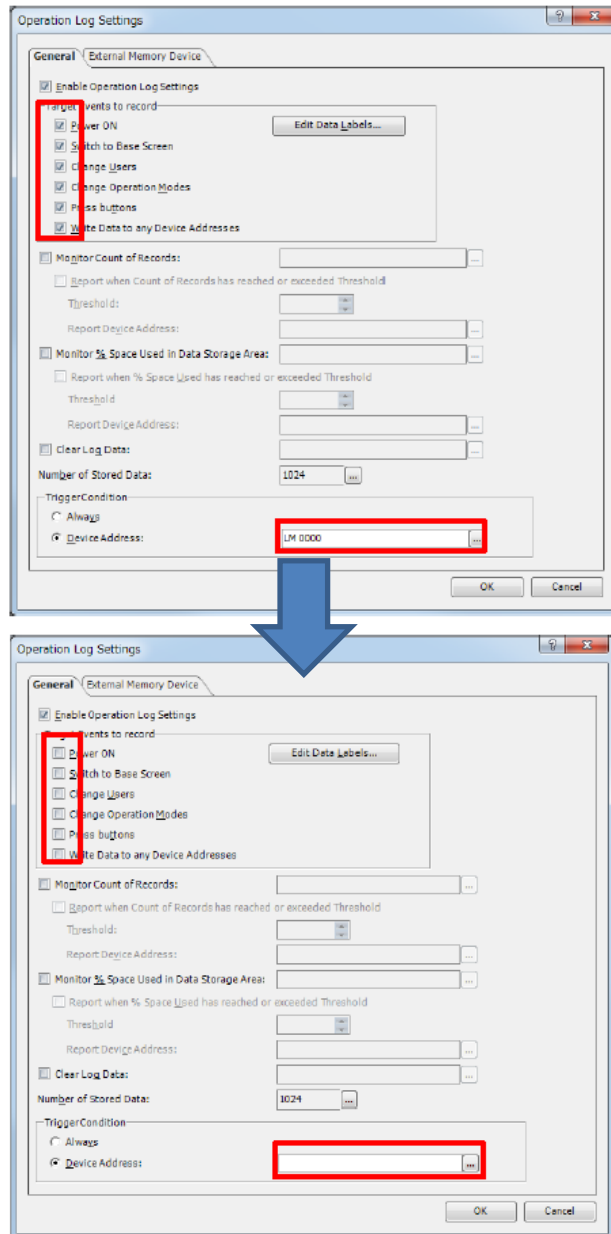 Operation Log Settings
General External Memory Device
Enable Operation Log Settings
Target Events to record
Power ON Edit Data Labels...
Switch to Base Screen
Change Users
Change Operation Modes
Press buttons
Write Data to any Device Addresses
Monitor Count of Records: ...
Report when Count of Records has reached or exceeded Threshold
Threshold:
Report Device Address: ...
Monitor % Space Used in Data Storage Area: ...
Report when % Space Used has reached or exceeded Threshold
Threshold
Report Device Address: ...
Clear Log Data: ...
Number of Stored Data: 1024 ...
Trigger Condition
Always
Device Address: LM 0000 ...
OK Cancel
Operation Log Settings
General External Memory Device
Enable Operation Log Settings
Target Events to record
Power ON Edit Data Labels...
Switch to Base Screen
Change Users
Change Operation Modes
Press buttons
Write Data to any Device Addresses
Monitor Count of Records: ...
Report when Count of Records has reached or exceeded Threshold
Threshold:
Report Device Address: ...
Monitor % Space Used in Data Storage Area: ...
Report when % Space Used has reached or exceeded Threshold
Threshold
Report Device Address: ...
Clear Log Data: ...
Number of Stored Data: 1024 ...
Trigger Condition
Always
Device Address: ...
OK Cancel